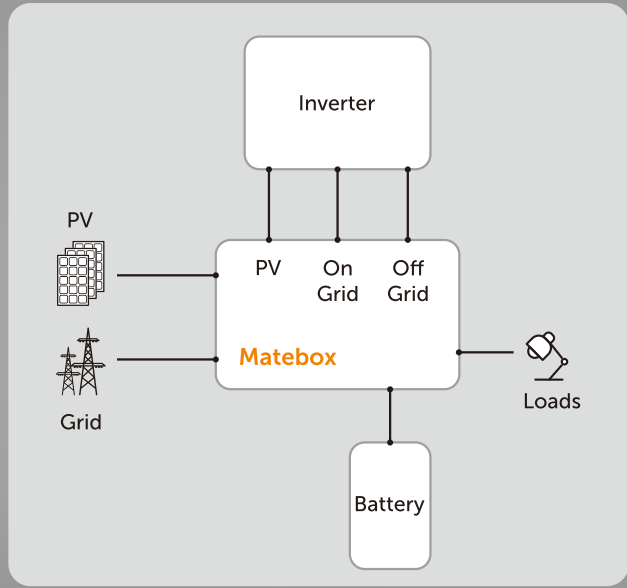 Inverter
PV
PV
On
Grid
Off
Grid
Matebox
Grid
Loads
Battery